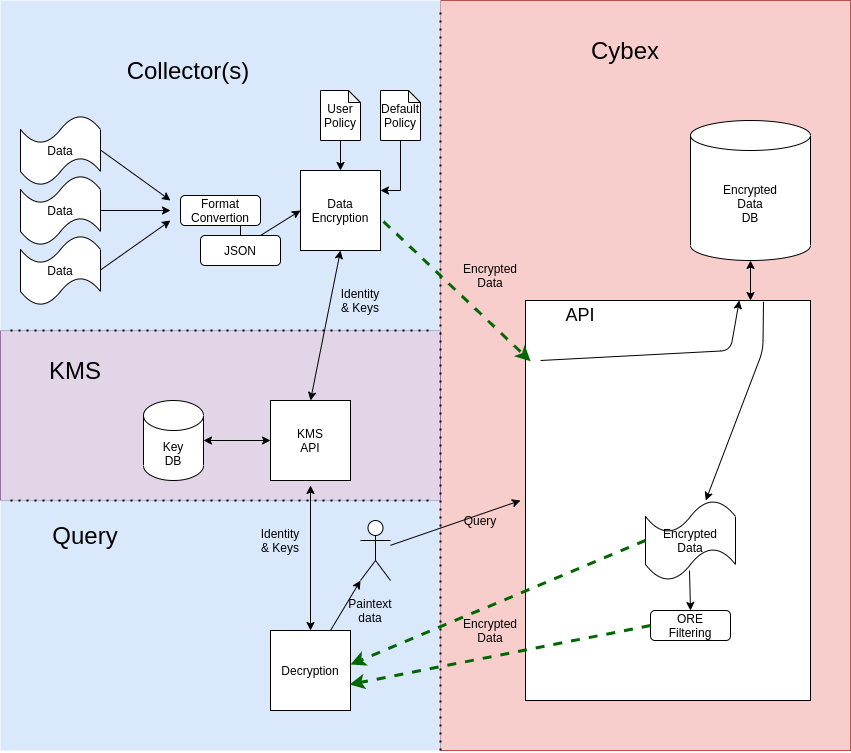 Collector(s)
Cybex
User
Policy
Default
Policy
Data
Data
Data
Format
Convertion
JSON
Data
Encryption
Encrypted
Data
DB
Encrypted
Data
Identity
& Keys
API
KMS
Key
DB
KMS
API
Query
Identity
& Keys
Query
Encrypted
Data
Paintext
data
Encrypted
Data
ORE
Filtering
Decryption